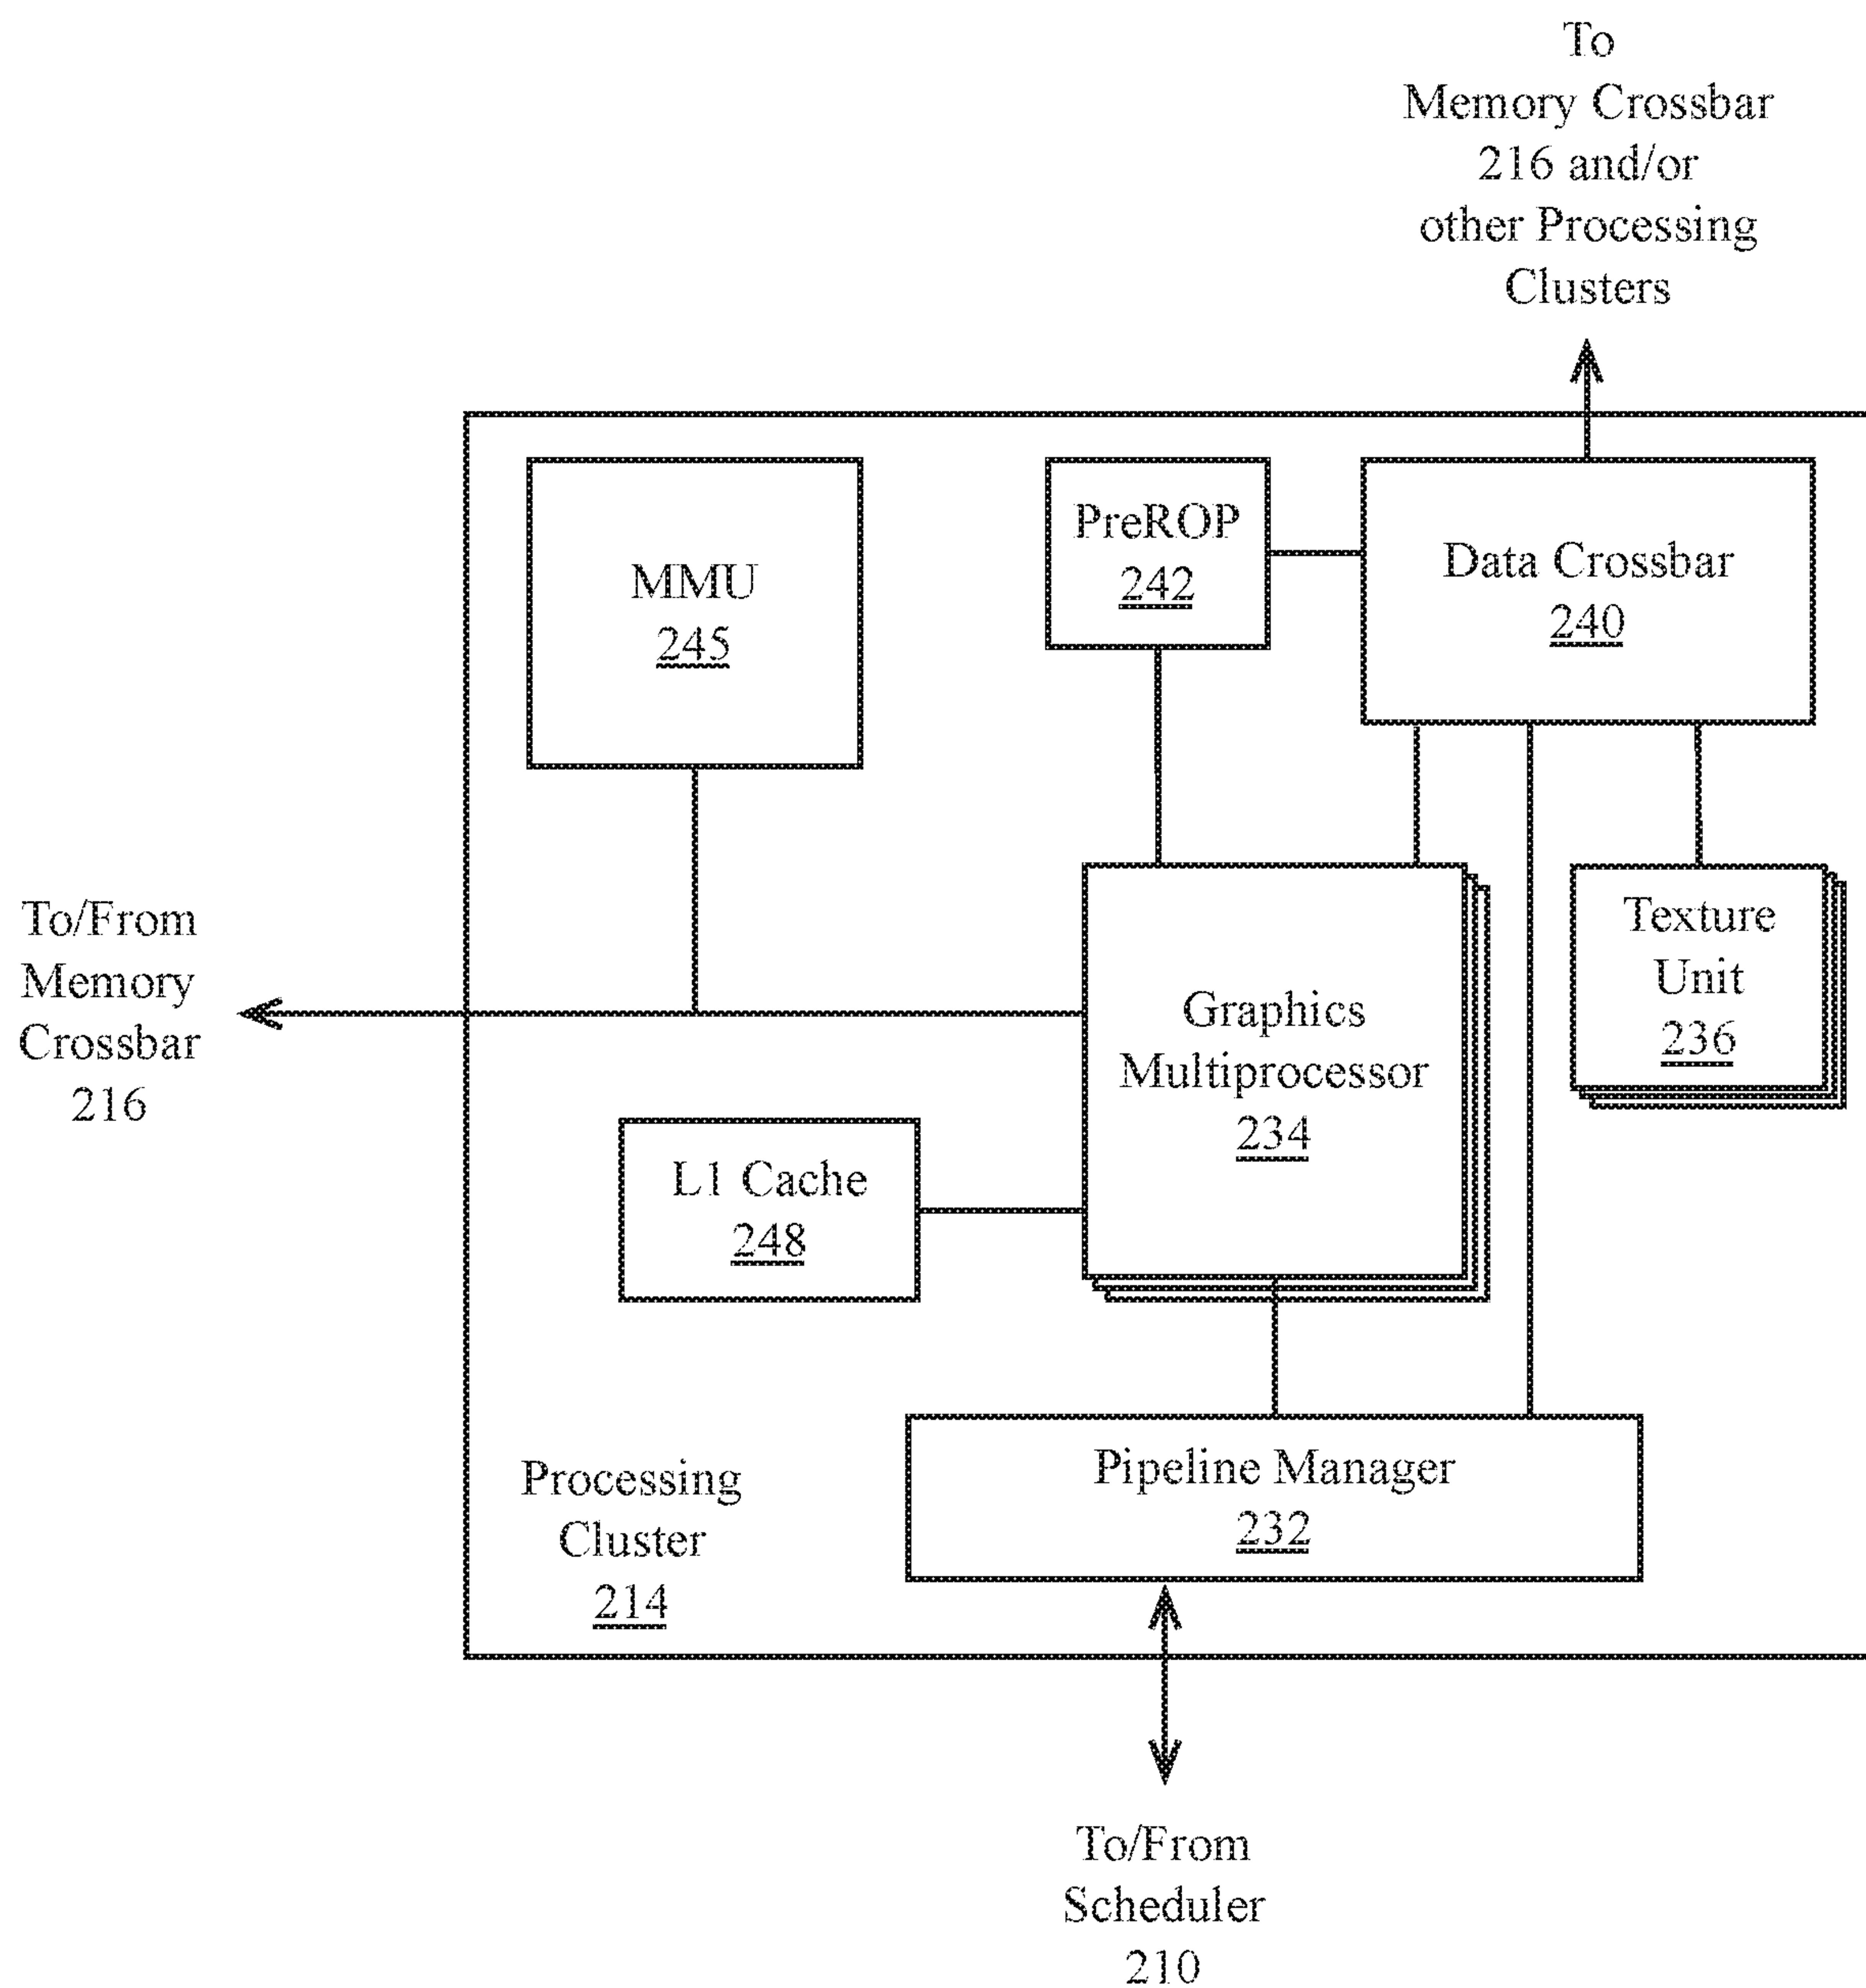 To
Memory Crossbar
216 and/or
other Processing
Clusters
MMU
245
PreROP
242
Data Crossbar
240
To/From
Memory
Crossbar
216
Graphics
Multiprocessor
234
Texture
Unit
236
L1 Cache
248
Processing
Cluster
214
Pipeline Manager
232
To/From
Scheduler
210